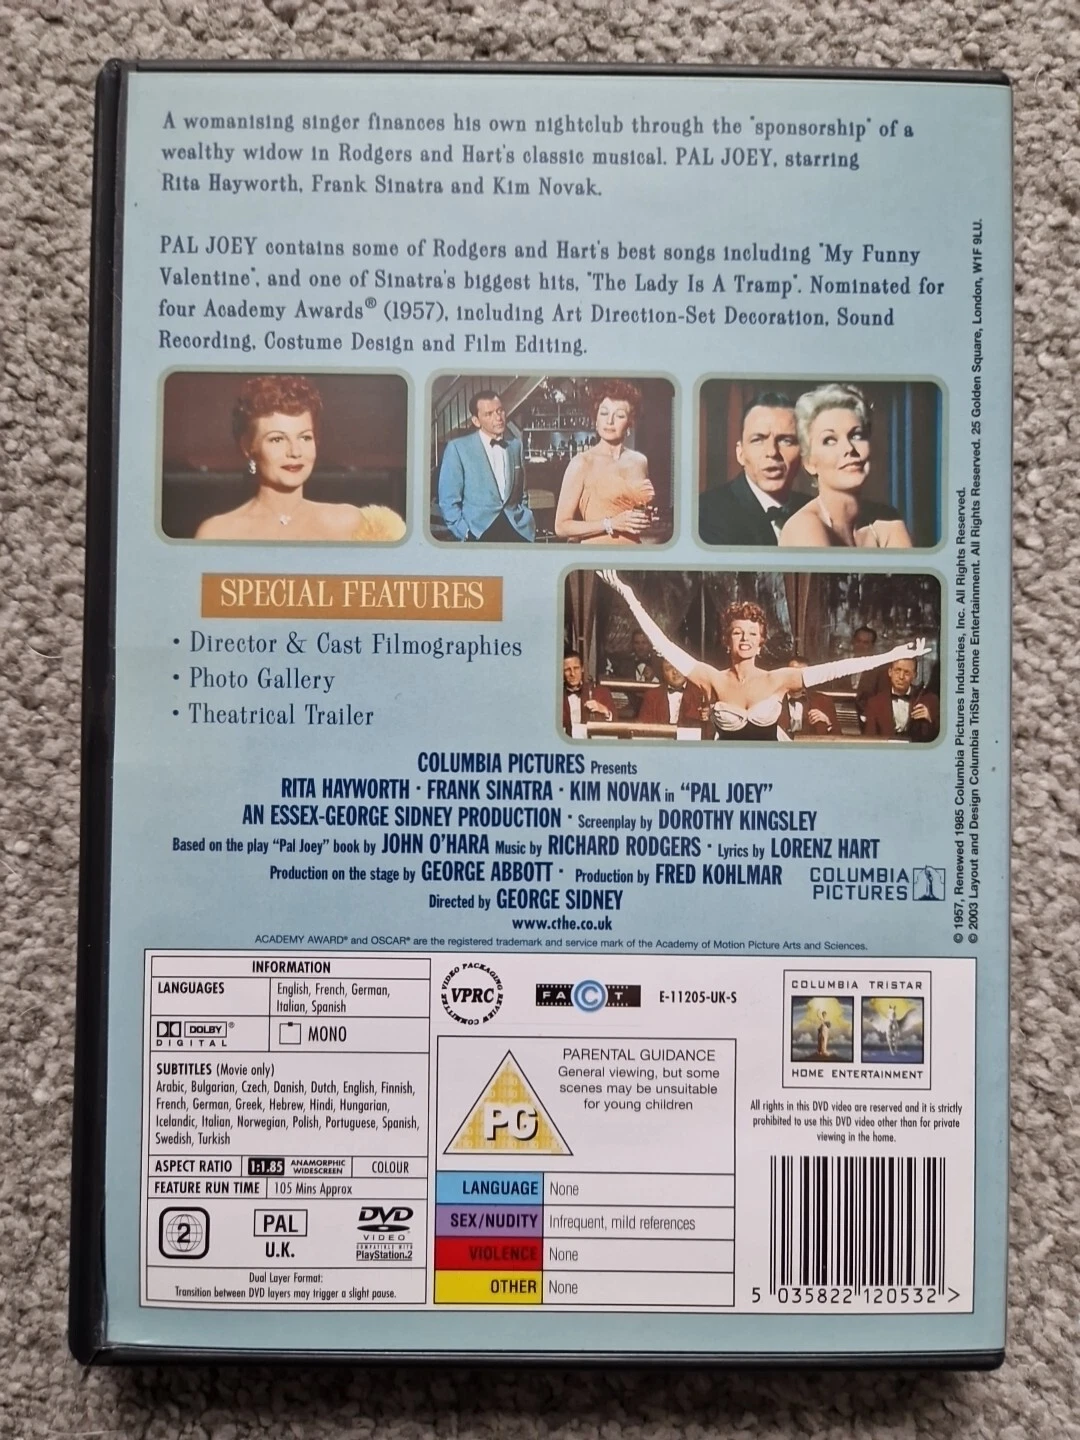 A womanising singer finances his own nightclub through the 'sponsorship' of a
wealthy widow in Rodgers and Hart's classic musical. PAL JOEY, starring
Rita Hayworth, Frank Sinatra and Kim Novak.
PAL JOEY contains some of Rodgers and Hart's best songs including 'My Funny
Valentine', and one of Sinatra's biggest hits, 'The Lady Is A Tramp'. Nominated for
four Academy Awards® (1957), including Art Direction-Set Decoration, Sound
Recording, Costume Design and Film Editing.
SPECIAL FEATURES
• Director & Cast Filmographies
• Photo Gallery
• Theatrical Trailer
COLUMBIA PICTURES Presents
RITA HAYWORTH · FRANK SINATRA · KIM NOVAK in "PAL JOEY"
AN ESSEX-GEORGE SIDNEY PRODUCTION · Screenplay by DOROTHY KINGSLEY
Based on the play "Pal Joey" book by JOHN O'HARA Music by RICHARD RODGERS · Lyrics by LORENZ HART
Production on the stage by GEORGE ABBOTT · Production by FRED KOHLMAR
Directed by GEORGE SIDNEY
www.cthe.co.uk
COLUMBIA
PICTURES
ACADEMY AWARD® and OSCAR® are the registered trademark and service mark of the Academy of Motion Picture Arts and Sciences.
© 1957, Renewed 1985 Columbia Pictures Industries, Inc. All Rights Reserved.
© 2003 Layout and Design Columbia TriStar Home Entertainment. All Rights Reserved. 25 Golden Square, London, W1F 9LU.
INFORMATION
LANGUAGES
English, French, German,
Italian, Spanish
DOLBY®
DIGITAL
MONO
SUBTITLES (Movie only)
Arabic, Bulgarian, Czech, Danish, Dutch, English, Finnish,
French, German, Greek, Hebrew, Hindi, Hungarian,
Icelandic, Italian, Norwegian, Polish, Portuguese, Spanish,
Swedish, Turkish
ASPECT RATIO 1:1.85 ANAMORPHIC WIDESCREEN COLOUR
FEATURE RUN TIME 105 Mins Approx
2
PAL
U.K.
DVD
VIDEO
COMPATIBLE WITH
PlayStation.2
Dual Layer Format:
Transition between DVD layers may trigger a slight pause.
VIDEO PACKAGING REVIEW COMMITTEE
VPRC
FACT
E-11205-UK-S
PG
PARENTAL GUIDANCE
General viewing, but some
scenes may be unsuitable
for young children
LANGUAGE None
SEX/NUDITY Infrequent, mild references
VIOLENCE None
OTHER None
COLUMBIA TRISTAR
HOME ENTERTAINMENT
All rights in this DVD video are reserved and it is strictly
prohibited to use this DVD video other than for private
viewing in the home.
5 035822 120532 >